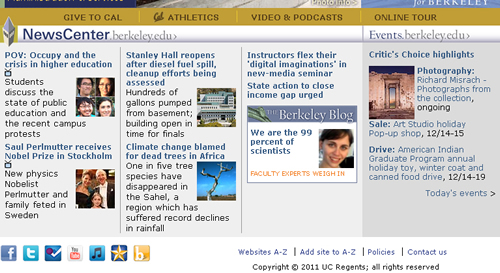 PhotoInfo >
for BERKELEY
GIVE TO CAL
ATHLETICS
VIDEO & PODCASTS
ONLINE TOUR
NewsCenter.berkeley.edu›
Events.berkeley.edu›
POV: Occupy and the
crisis in higher education
Students
discuss the
state of public
education and
the recent campus
protests
Saul Perlmutter receives
Nobel Prize in Stockholm
New physics
Nobelist
Perlmutter and
family feted in
Sweden
Stanley Hall reopens
after diesel fuel spill,
cleanup efforts being
assessed
Hundreds of
gallons pumped
from basement;
building open in
time for finals
Climate change blamed
for dead trees in Africa
One in five tree
species have
disappeared in
the Sahel, a
region which has
suffered record declines
in rainfall
Instructors flex their
'digital imaginations' in
new-media seminar
State action to close
income gap urged
The Berkeley Blog
We are the 99
percent of
scientists
FACULTY EXPERTS WEIGH IN
Critic's Choice highlights
Photography:
Richard Misrach -
Photographs from
the collection,
ongoing
Sale: Art Studio holiday
Pop-up shop, 12/14-15
Drive: American Indian
Graduate Program annual
holiday toy, winter coat and
canned food drive, 12/14-19
Today's events >
Websites A-Z | Add site to A-Z | Policies | Contact us
Copyright © 2011 UC Regents; all rights reserved